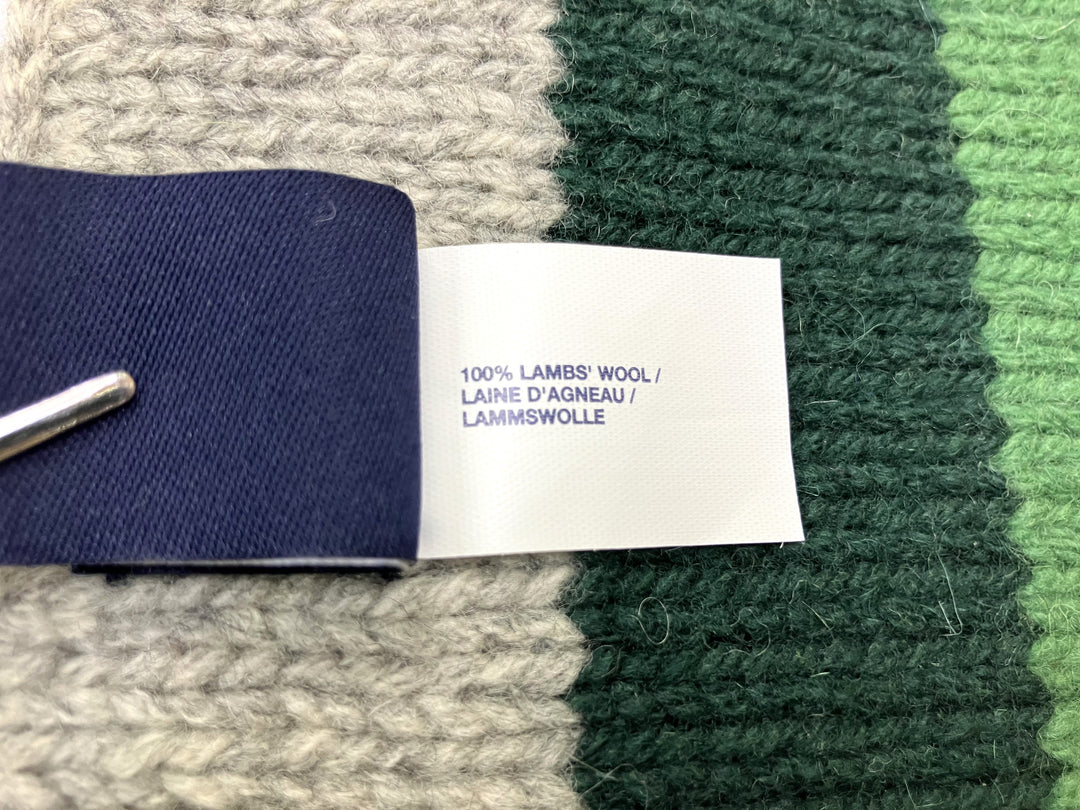 100% LAMBS' WOOL /
LAINE D'AGNEAU /
LAMMSWOLLE